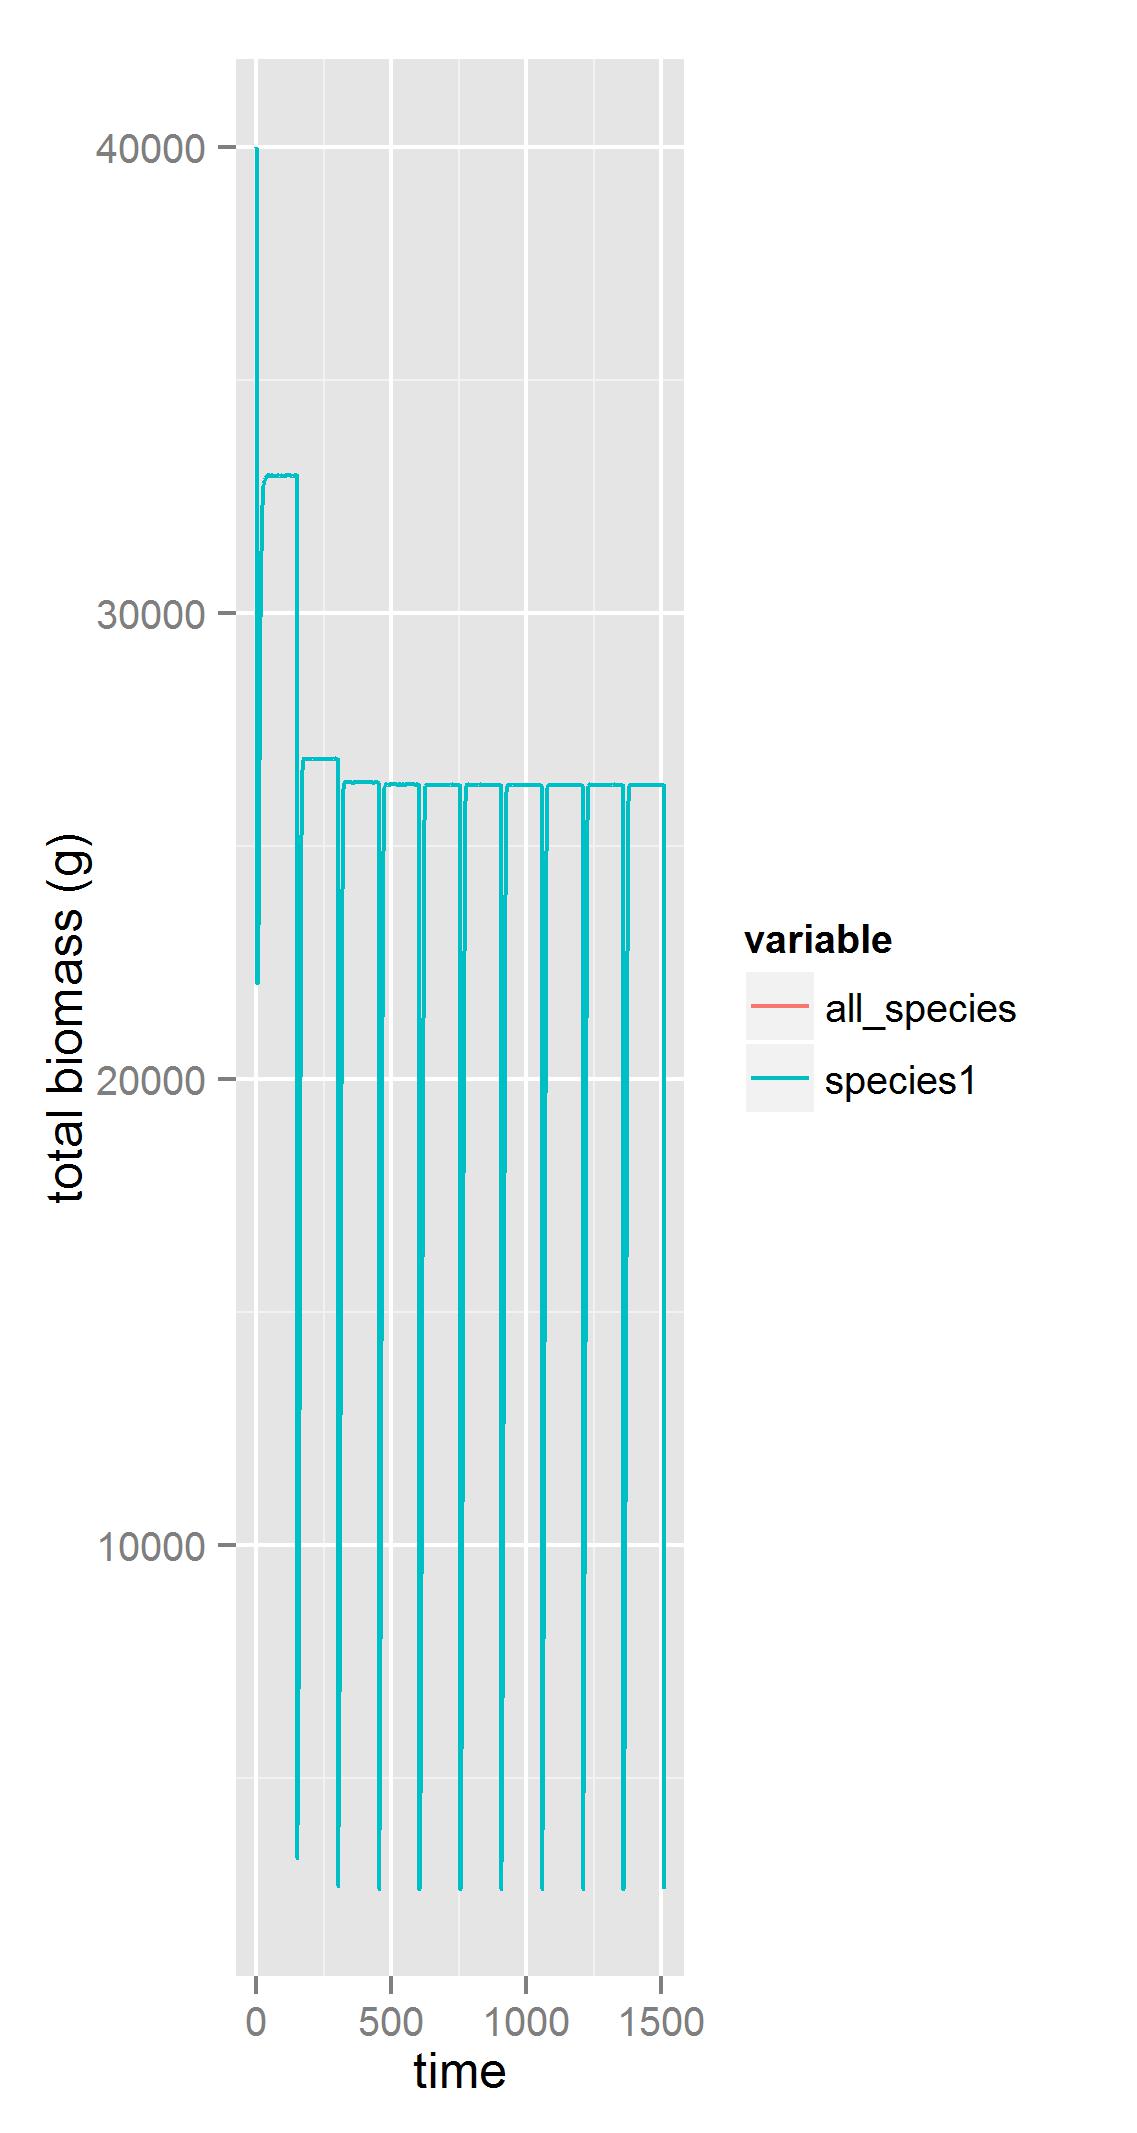 40000
30000
20000
10000
total biomass (g)
0 500 1000 1500
time
variable
all_species
species1